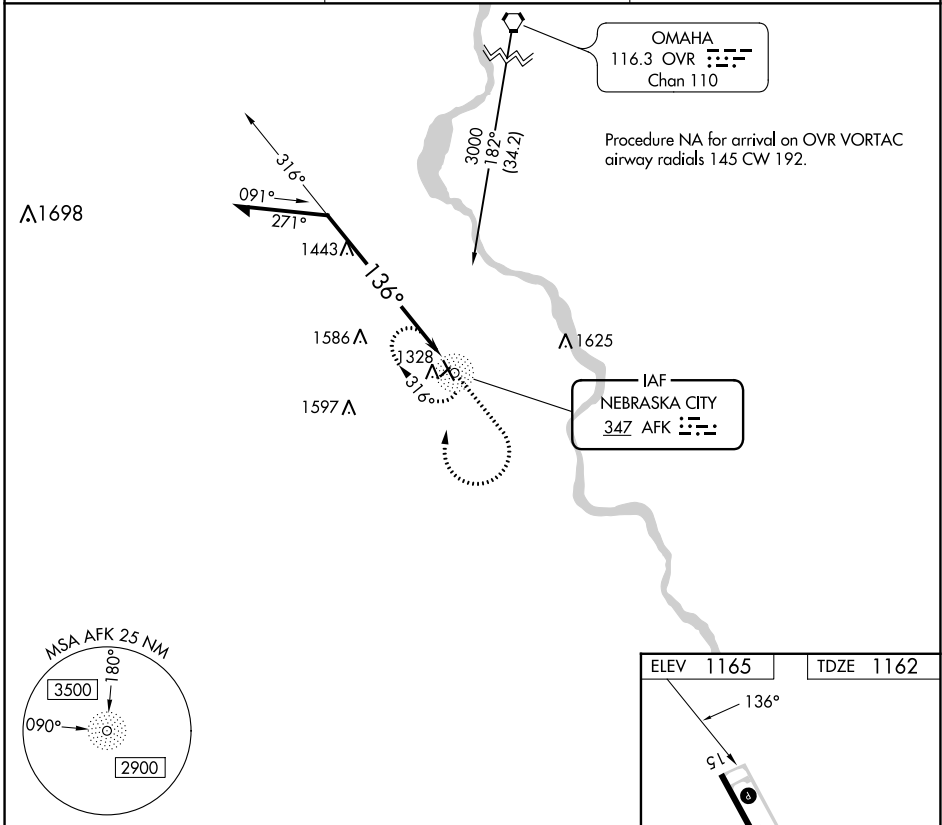 OMAHA
116.3 OVR
Chan 110
3000
182°
(34.2)
Procedure NA for arrival on OVR VORTAC
airway radials 145 CW 192.
316°
091°
271°
1698
1443
136°
1586
1328
1625
316°
1597
IAF
NEBRASKA CITY
347 AFK
MSA AFK 25 NM
180°
3500
090°
2900
ELEV 1165
TDZE 1162
136°
15
P